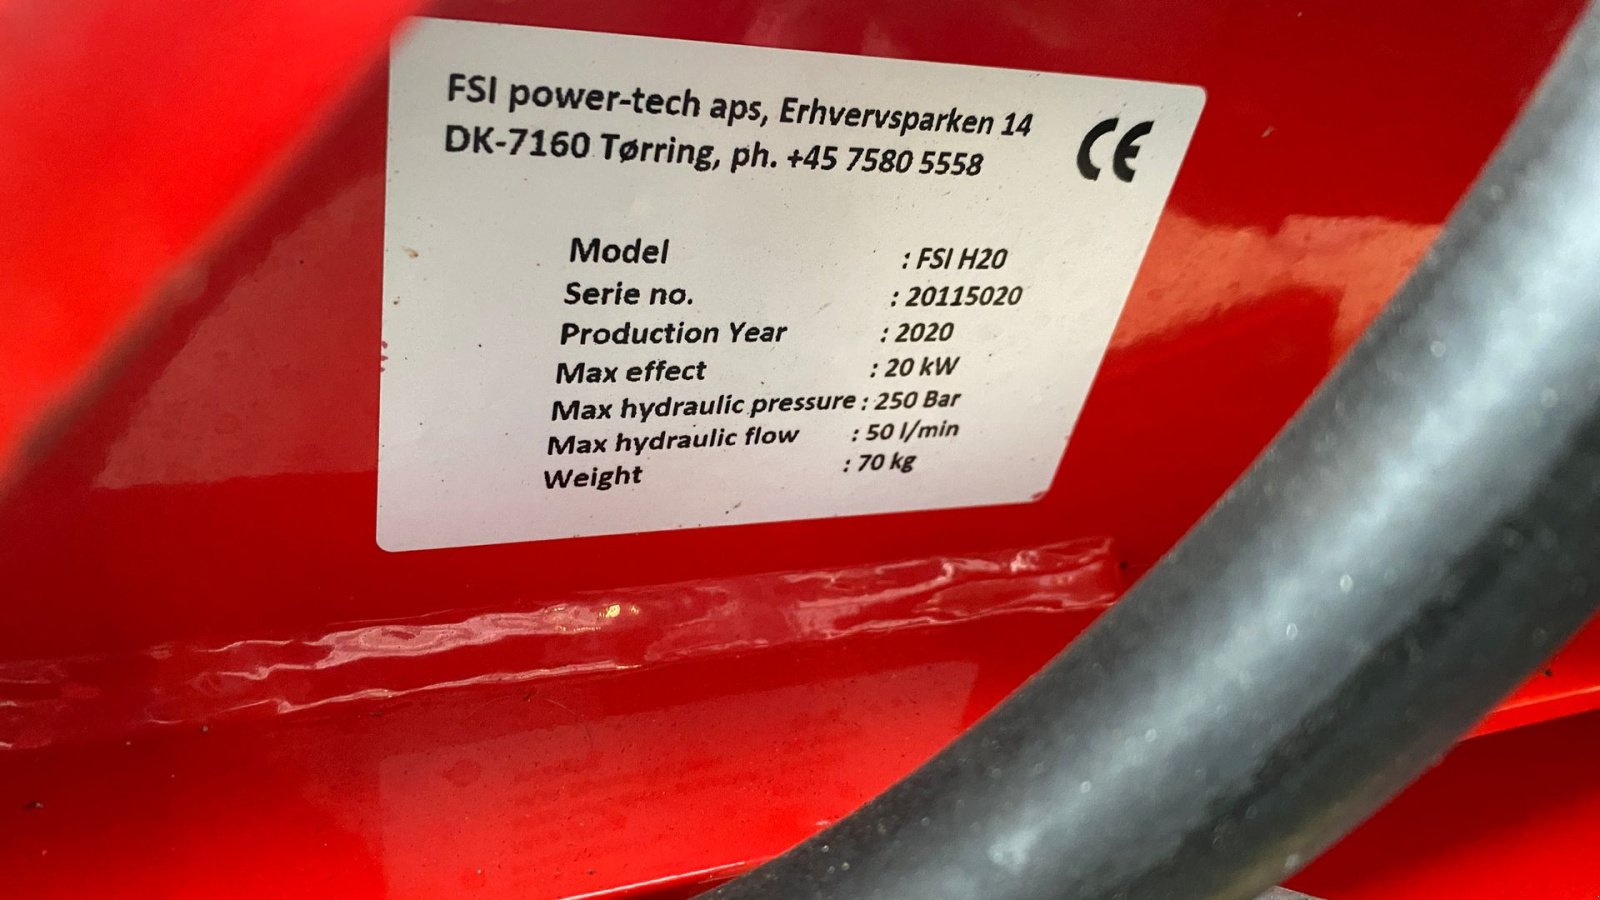 FSI power-tech aps, Erhvervsparken 14
DK-7160 Tørring, ph. +45 7580 5558
CE
Model : FSI H20
Serie no. : 20115020
Production Year : 2020
Max effect : 20 kW
Max hydraulic pressure : 250 Bar
Max hydraulic flow : 50 l/min
Weight : 70 kg